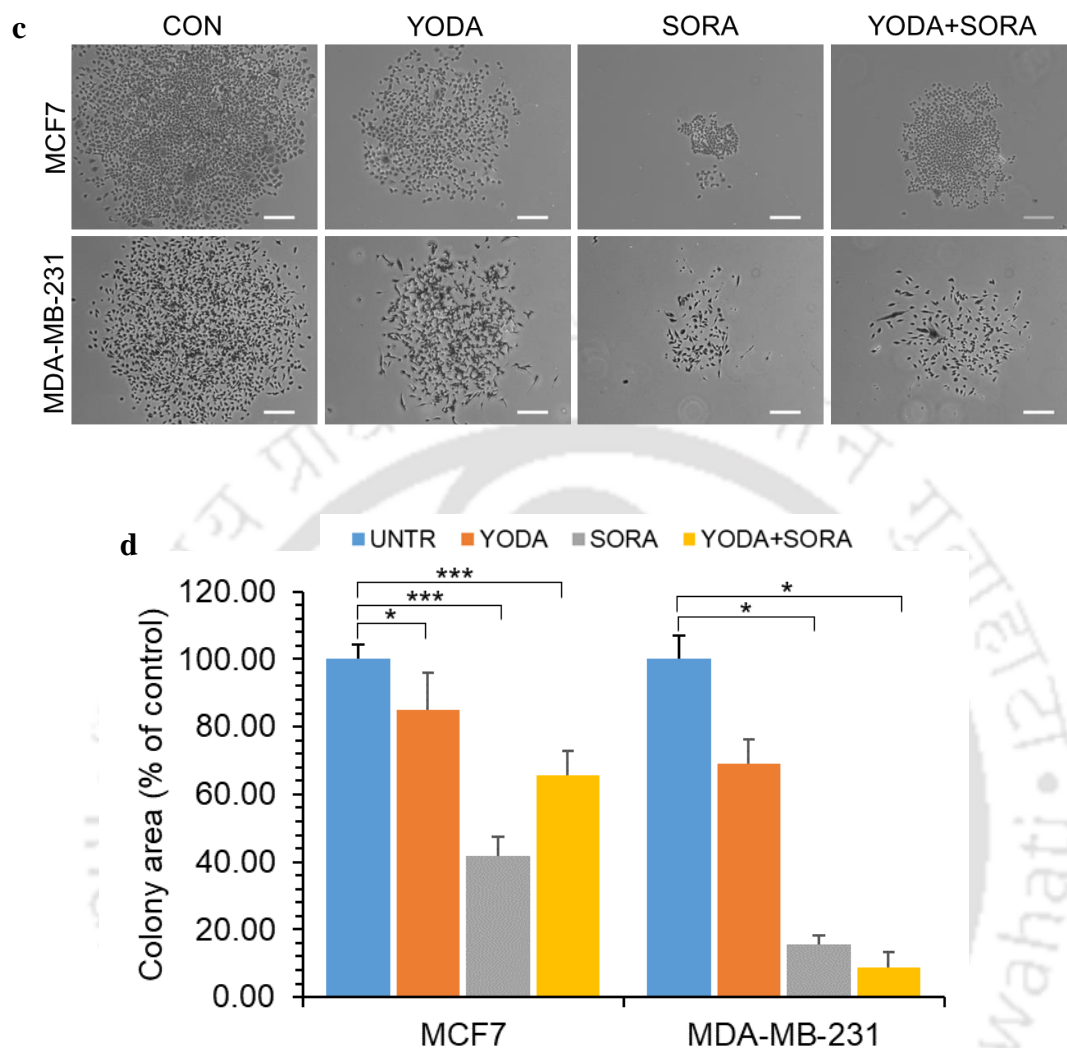 c
CON YODA SORA YODA+SORA
MCF7
MDA-MB-231
d
UNTR YODA SORA YODA+SORA
Colony area (% of control)
120.00
100.00
80.00
60.00
40.00
20.00
0.00
*** 
***
*
*
*
MCF7 MDA-MB-231
wahati